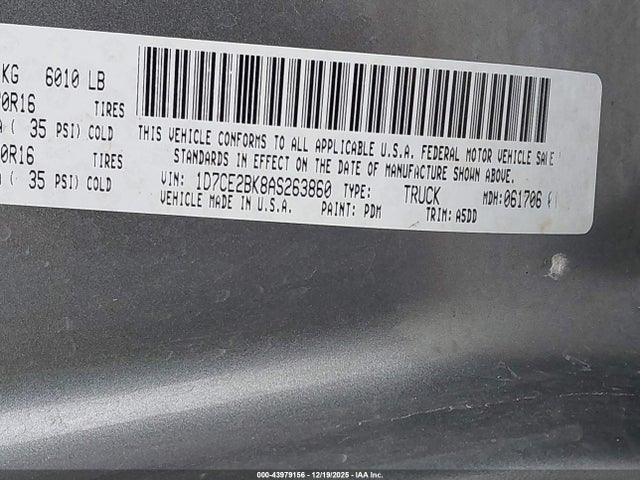 KG 6010 LB
70R16 TIRES
A( 35 PSI) COLD
0R16 TIRES
A ( 35 PSI) COLD
THIS VEHICLE CONFORMS TO ALL APPLICABLE U.S.A. FEDERAL MOTOR VEHICLE SAFE
STANDARDS IN EFFECT ON THE DATE OF MANUFACTURE SHOWN ABOVE.
VIN: 1D7CE2BK8AS263860 TYPE: TRUCK MDH:061706
VEHICLE MADE IN U.S.A. PAINT: PDM TRIM: A5DD
000-43979156 - 12/19/2025 - IAA Inc.